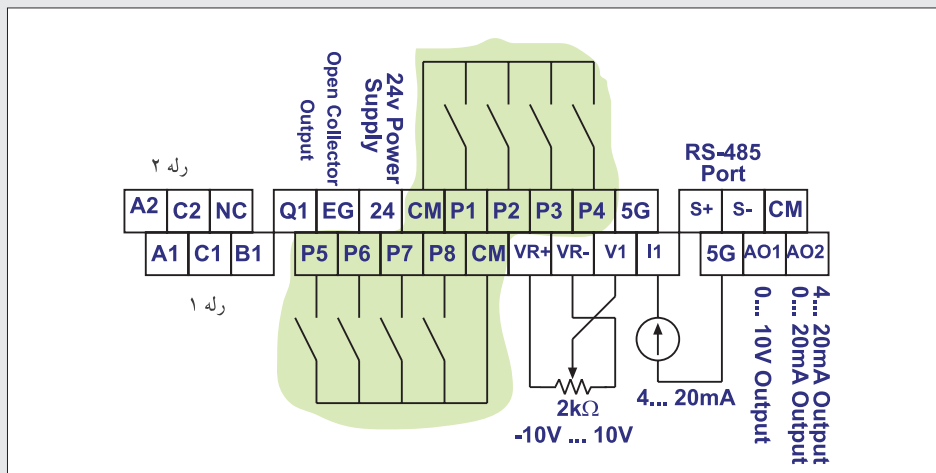 24v Power
Supply
Open Collector
Output
RS-485
Port
رله ۲
A2 C2 NC Q1 EG 24 CM P1 P2 P3 P4 5G S+ S- CM
A1 C1 B1 P5 P6 P7 P8 CM VR+ VR- V1 I1 5G AO1 AO2
رله ۱
2kΩ
-10V ... 10V
4... 20mA
0... 10V Output
0... 20mA Output
4... 20mA Output